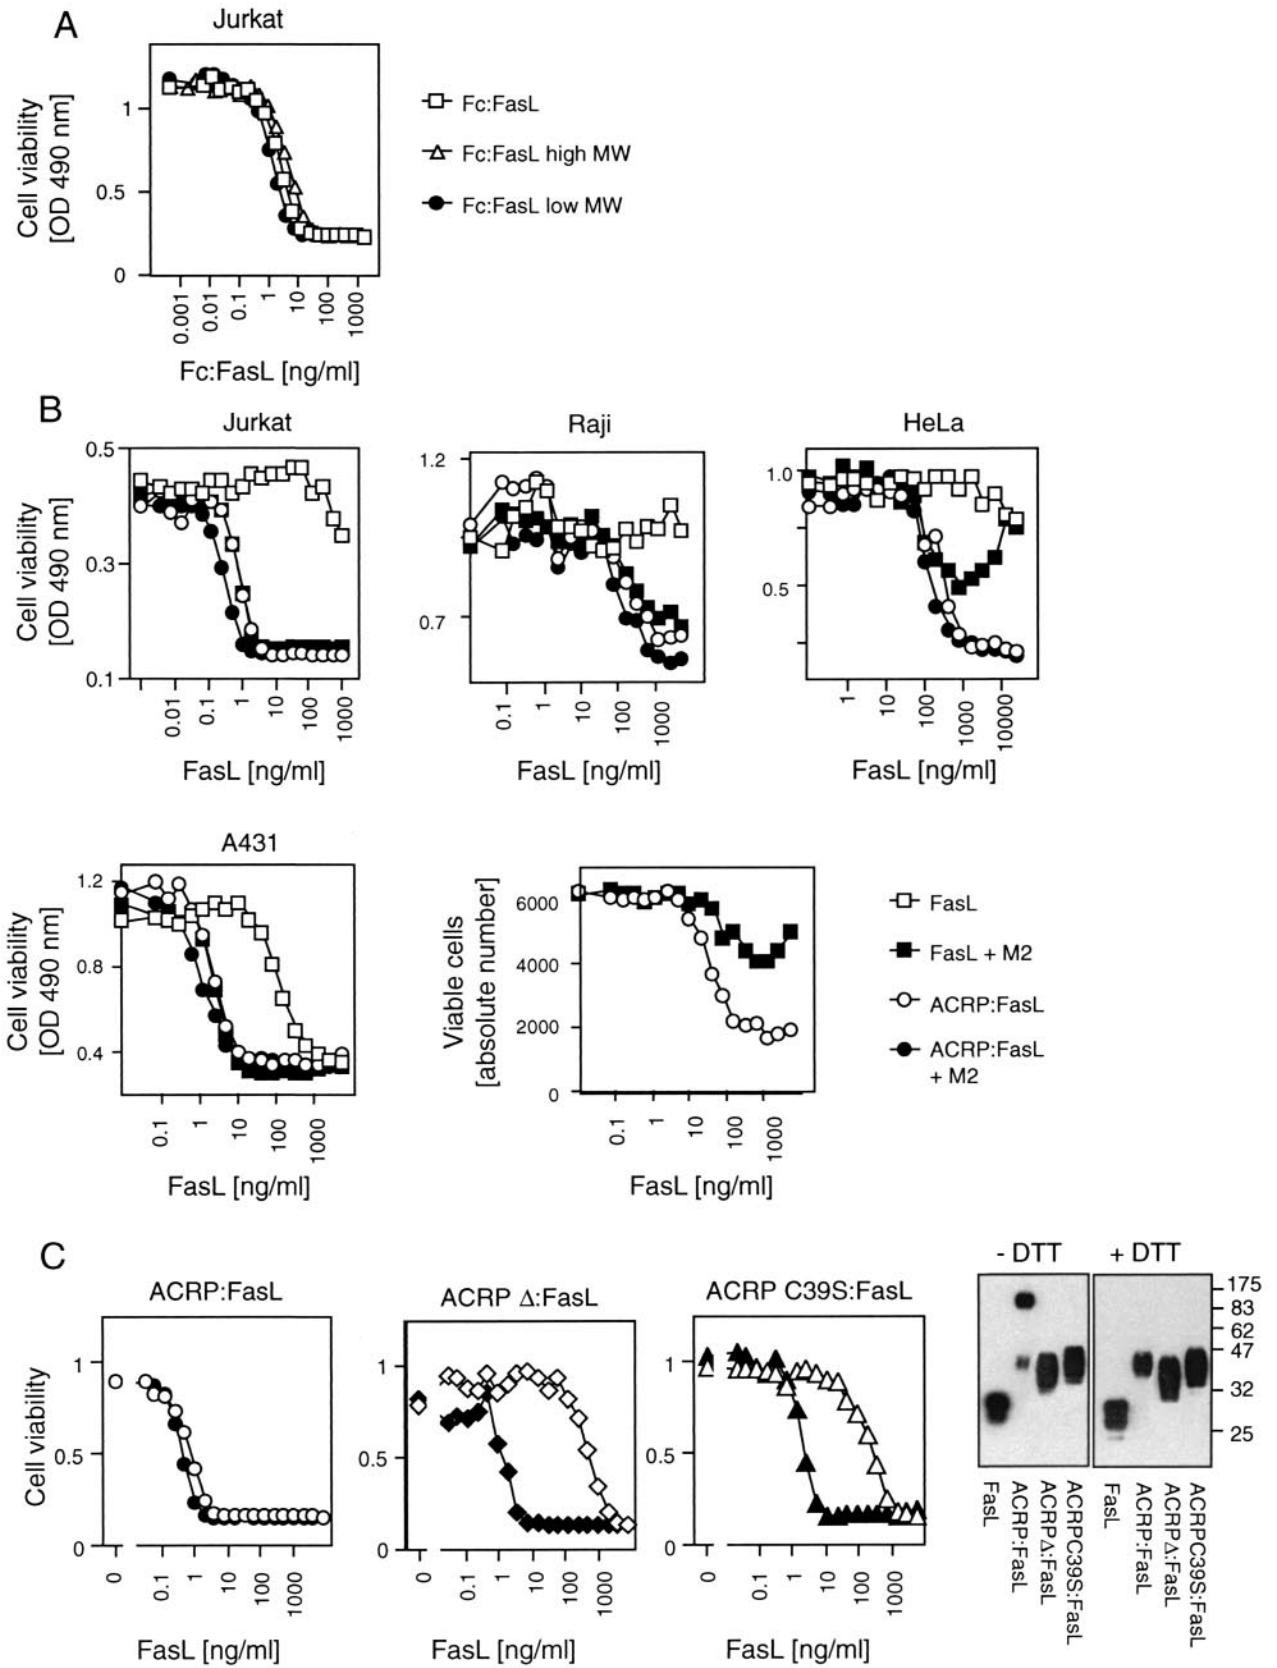 A
Jurkat
Cell viability
[OD 490 nm]
1
0.5
0
0.001
0.01
0.1
1
10
100
1000
Fc:FasL [ng/ml]
Fc:FasL
Fc:FasL high MW
Fc:FasL low MW
B
Jurkat
Cell viability
[OD 490 nm]
0.5
0.3
0.1
0.01
0.1
1
10
100
1000
FasL [ng/ml]
Raji
1.2
0.7
0.1
1
10
100
1000
FasL [ng/ml]
HeLa
1.0
0.5
1
10
100
1000
10000
FasL [ng/ml]
A431
Cell viability
[OD 490 nm]
1.2
0.8
0.4
0.1
1
10
100
1000
FasL [ng/ml]
Viable cells
[absolute number]
6000
4000
2000
0
0.1
1
10
100
1000
FasL [ng/ml]
FasL
FasL + M2
ACRP:FasL
ACRP:FasL
+ M2
C
ACRP:FasL
Cell viability
1
0.5
0
0
0.1
1
10
100
1000
FasL [ng/ml]
ACRP Δ:FasL
1
0.5
0
0
0.1
1
10
100
1000
FasL [ng/ml]
ACRP C39S:FasL
1
0.5
0
0
0.1
1
10
100
1000
FasL [ng/ml]
- DTT
+ DTT
175
83
62
47
32
25
FasL
ACRP:FasL
ACRPΔ:FasL
ACRPC39S:FasL
FasL
ACRP:FasL
ACRPΔ:FasL
ACRPC39S:FasL